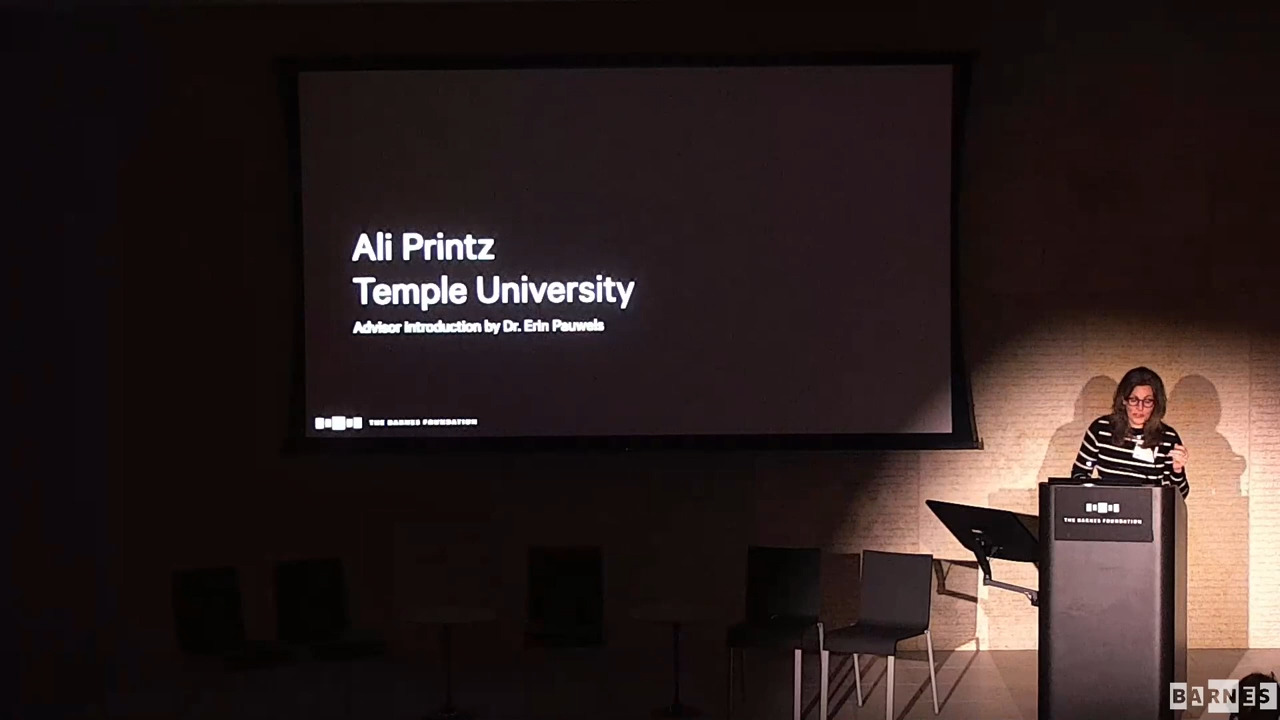 Ali Printz
Temple University
Advisor Introduction by Dr. Erin Pauwels
THE BARNES FOUNDATION
THE BARNES FOUNDATION
BARNES